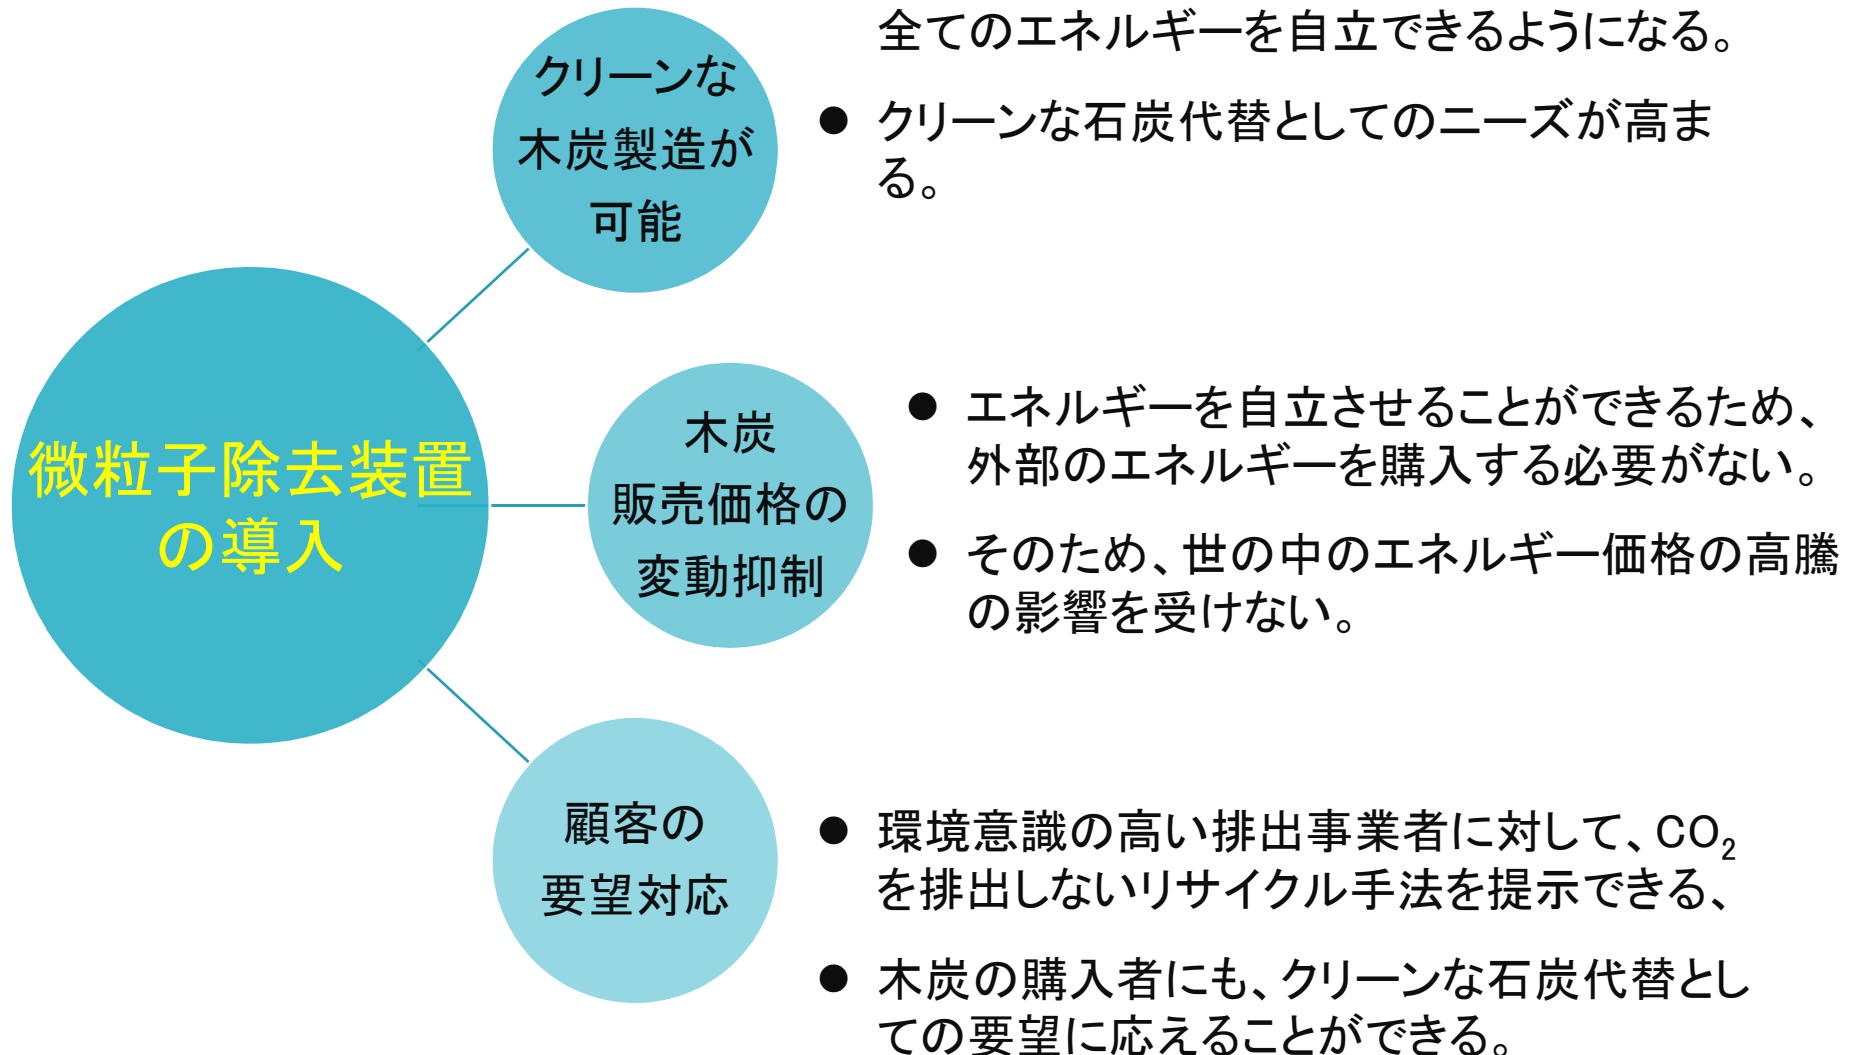 クリーンな
木炭製造が
可能
全てのエネルギーを自立できるようになる。
● クリーンな石炭代替としてのニーズが高ま
る。
微粒子除去装置
の導入
木炭
販売価格の
変動抑制
● エネルギーを自立させることができるため、
外部のエネルギーを購入する必要がない。
● そのため、世の中のエネルギー価格の高騰
の影響を受けない。
顧客の
要望対応
● 環境意識の高い排出事業者に対して、CO₂
を排出しないリサイクル手法を提示できる、
● 木炭の購入者にも、クリーンな石炭代替とし
ての要望に応えることができる。